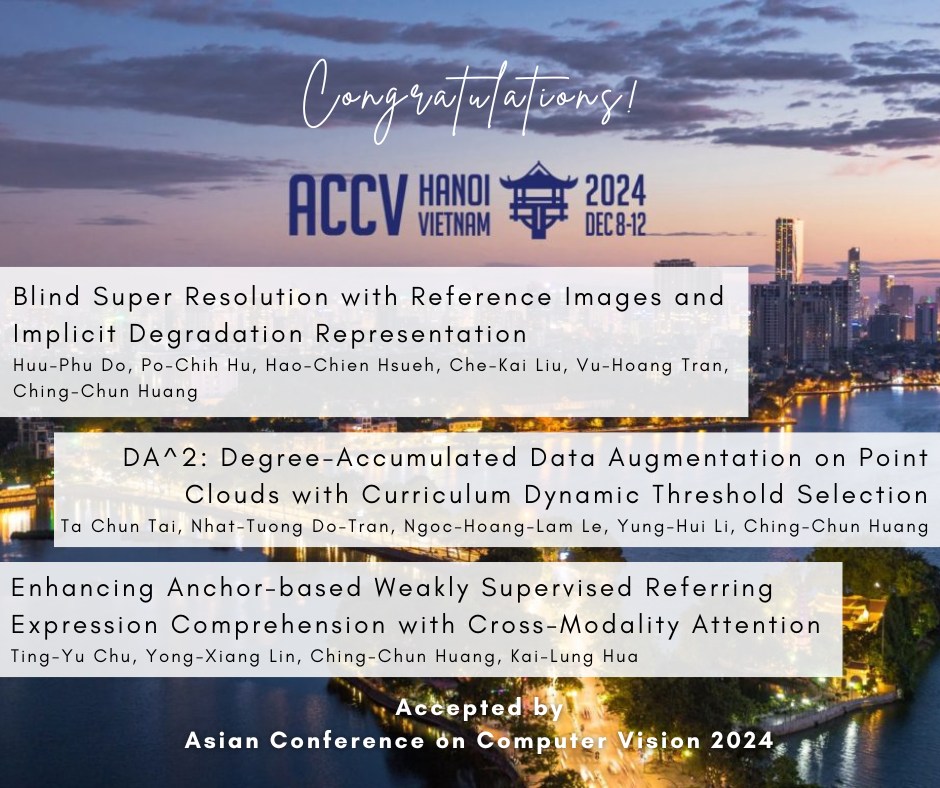 Congratulations!
ACCV HANOI VIETNAM 2024 DEC 8-12
Blind Super Resolution with Reference Images and
Implicit Degradation Representation
Huu-Phu Do, Po-Chih Hu, Hao-Chien Hsueh, Che-Kai Liu, Vu-Hoang Tran,
Ching-Chun Huang
DA^2: Degree-Accumulated Data Augmentation on Point
Clouds with Curriculum Dynamic Threshold Selection
Ta Chun Tai, Nhat-Tuong Do-Tran, Ngoc-Hoang-Lam Le, Yung-Hui Li, Ching-Chun Huang
Enhancing Anchor-based Weakly Supervised Referring
Expression Comprehension with Cross-Modality Attention
Ting-Yu Chu, Yong-Xiang Lin, Ching-Chun Huang, Kai-Lung Hua
Accepted by
Asian Conference on Computer Vision 2024